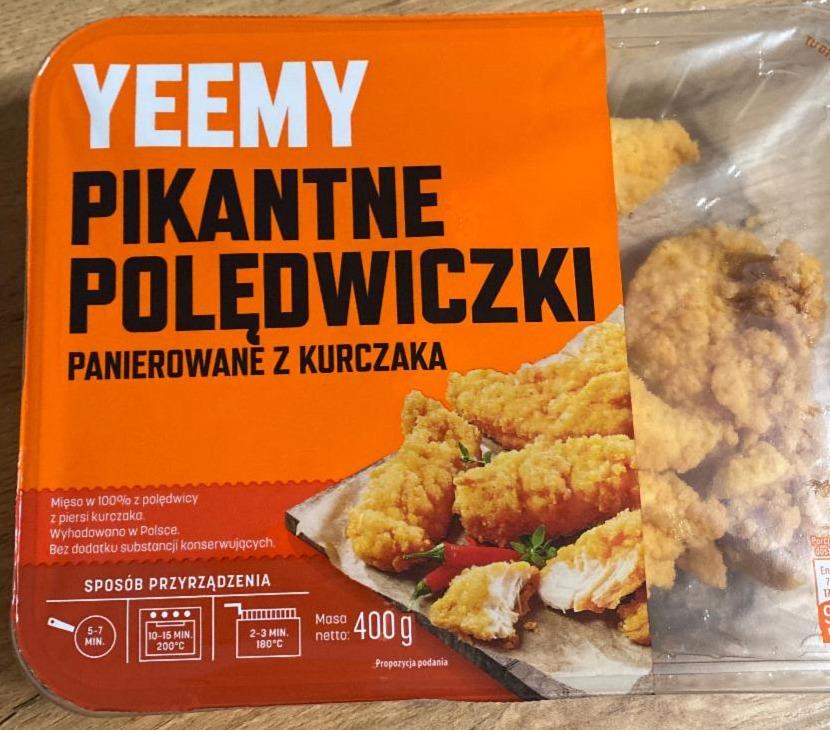 YEEMY
PIKANTNE
POLĘDWICZKI
PANIEROWANE Z KURCZAKA
Mięso w 100% z polędwicy
z piersi kurczaka.
Wyhodowano w Polsce.
Bez dodatku substancji konserwujących.
SPOSÓB PRZYRZĄDZENIA
5-7
MIN.
10-15 MIN.
200°C
2-3 MIN.
180°C
Masa
netto: 400 g
Propozycja podania